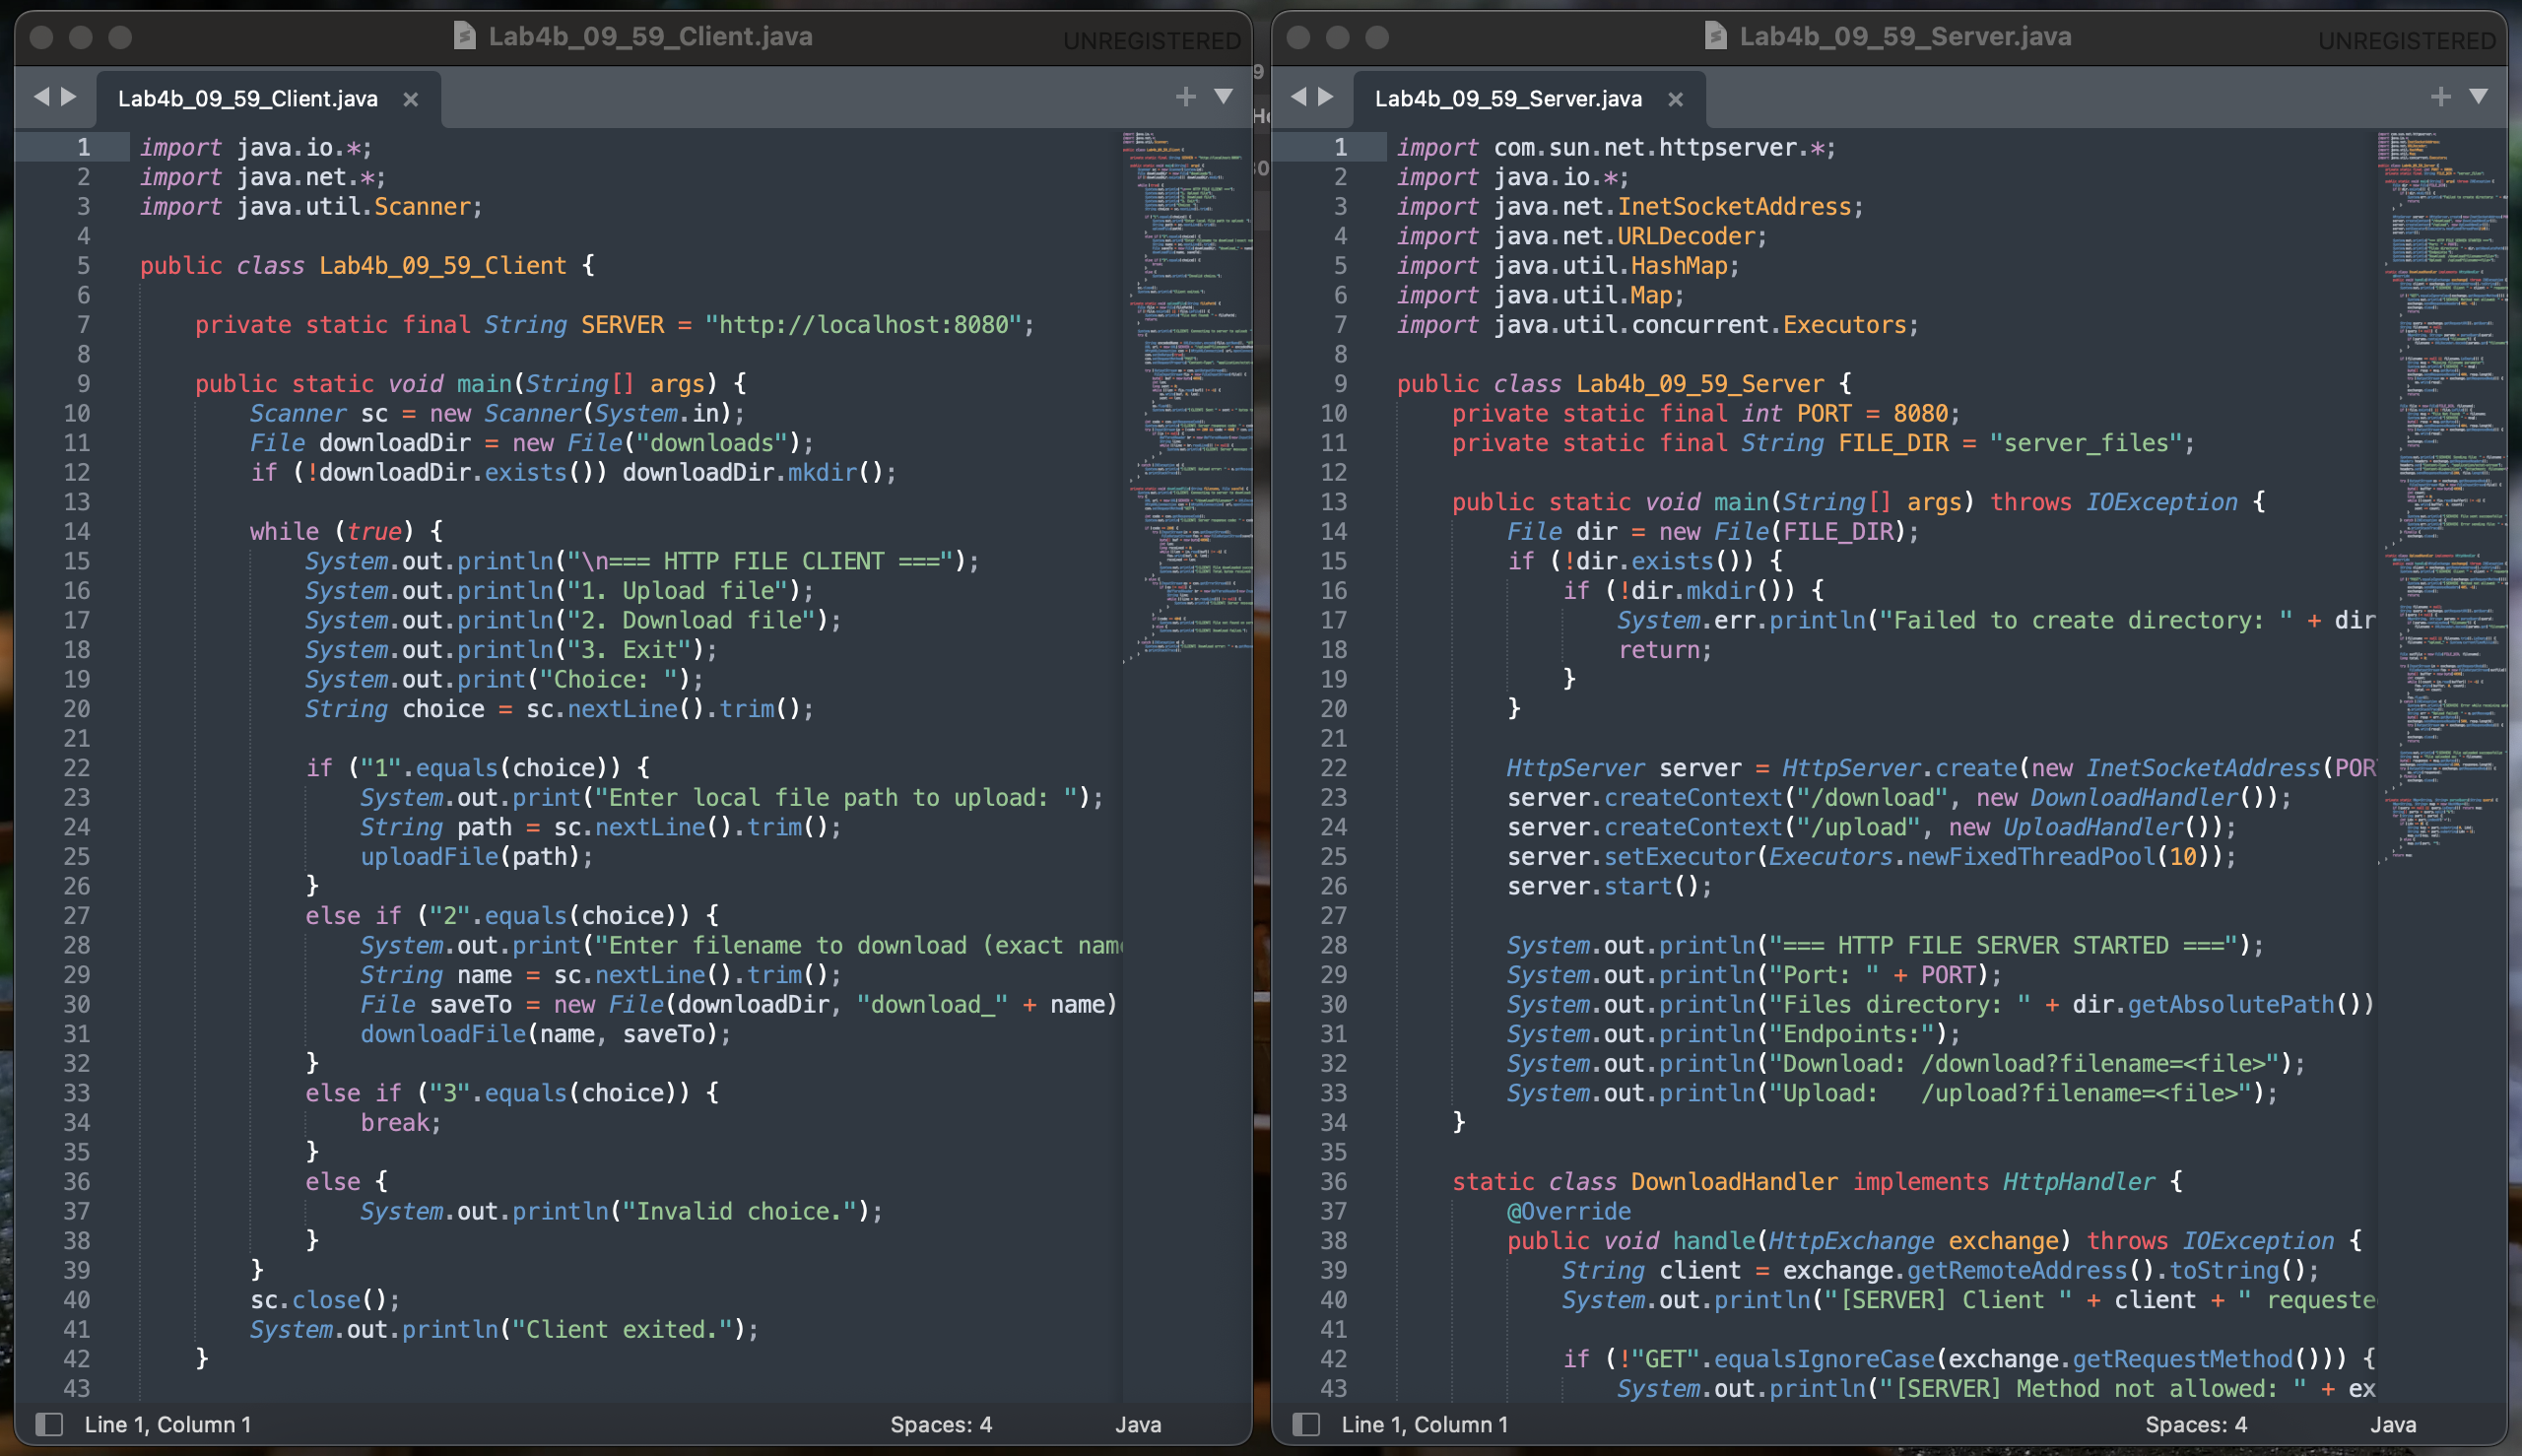 Lab4b_09_59_Client.java
UNREGISTERED
Lab4b_09_59_Client.java
1 import java.io.*;
2 import java.net.*;
3 import java.util.Scanner;
4
5 public class Lab4b_09_59_Client {
6
7 private static final String SERVER = "http://localhost:8080";
8
9 public static void main(String[] args) {
10 Scanner sc = new Scanner(System.in);
11 File downloadDir = new File("downloads");
12 if (!downloadDir.exists()) downloadDir.mkdir();
13
14 while (true) {
15 System.out.println("\n=== HTTP FILE CLIENT ===");
16 System.out.println("1. Upload file");
17 System.out.println("2. Download file");
18 System.out.println("3. Exit");
19 System.out.print("Choice: ");
20 String choice = sc.nextLine().trim();
21
22 if ("1".equals(choice)) {
23 System.out.print("Enter local file path to upload: ");
24 String path = sc.nextLine().trim();
25 uploadFile(path);
26 }
27 else if ("2".equals(choice)) {
28 System.out.print("Enter filename to download (exact nam
29 String name = sc.nextLine().trim();
30 File saveTo = new File(downloadDir, "download_" + name)
31 downloadFile(name, saveTo);
32 }
33 else if ("3".equals(choice)) {
34 break;
35 }
36 else {
37 System.out.println("Invalid choice.");
38 }
39 }
40 sc.close();
41 System.out.println("Client exited.");
42 }
43
Line 1, Column 1
Spaces: 4
Java
Lab4b_09_59_Server.java
UNREGISTERED
Lab4b_09_59_Server.java
1 import com.sun.net.httpserver.*;
2 import java.io.*;
3 import java.net.InetSocketAddress;
4 import java.net.URLDecoder;
5 import java.util.HashMap;
6 import java.util.Map;
7 import java.util.concurrent.Executors;
8
9 public class Lab4b_09_59_Server {
10 private static final int PORT = 8080;
11 private static final String FILE_DIR = "server_files";
12
13 public static void main(String[] args) throws IOException {
14 File dir = new File(FILE_DIR);
15 if (!dir.exists()) {
16 if (!dir.mkdir()) {
17 System.err.println("Failed to create directory: " + dir
18 return;
19 }
20 }
21
22 HttpServer server = HttpServer.create(new InetSocketAddress(POR
23 server.createContext("/download", new DownloadHandler());
24 server.createContext("/upload", new UploadHandler());
25 server.setExecutor(Executors.newFixedThreadPool(10));
26 server.start();
27
28 System.out.println("=== HTTP FILE SERVER STARTED ===");
29 System.out.println("Port: " + PORT);
30 System.out.println("Files directory: " + dir.getAbsolutePath())
31 System.out.println("Endpoints:");
32 System.out.println("Download: /download?filename=<file>");
33 System.out.println("Upload:   /upload?filename=<file>");
34 }
35
36 static class DownloadHandler implements HttpHandler {
37 @Override
38 public void handle(HttpExchange exchange) throws IOException {
39 String client = exchange.getRemoteAddress().toString();
40 System.out.println("[SERVER] Client " + client + " requeste
41
42 if (!"GET".equalsIgnoreCase(exchange.getRequestMethod())) {
43 System.out.println("[SERVER] Method not allowed: " + ex
Line 1, Column 1
Spaces: 4
Java